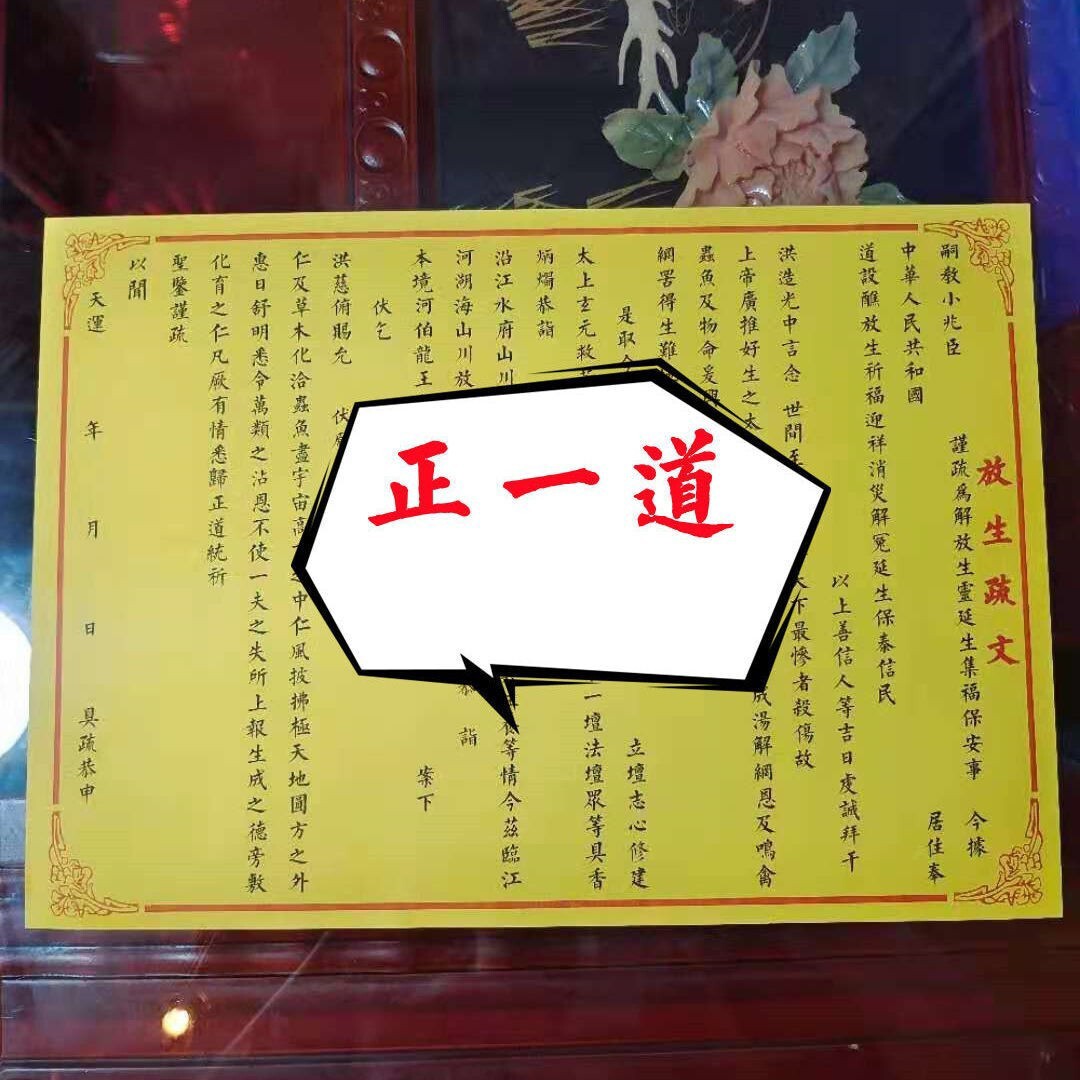 放生疏文
嗣教小兆臣 謹疏爲解放生靈延生集福保安事 今據
中華人民共和國 居住奉
道設醮放生祈福迎祥消災解冤延生保泰信民
以上善信人等吉日虔誠拜干
洪造光中言念 世間至 天下最慘者殺傷故
上帝廣推好生之 成湯解網恩及鳴禽
蟲魚及物命爰 
網罟得生難
是取 立壇志心修建
太上玄元救 一壇法壇眾等具香
炳燭恭詣
沿江水府山川 等情今茲臨江
河湖海山川放 恭詣
本境河伯龍王 案下
伏乞
洪慈俯賜允 伏
仁及草木化洽蟲魚盡宇宙高 之中仁風披拂極天地圓方之外
惠日舒明悉令萬類之沾恩不使一夫之失所上報生成之德旁敷
化育之仁凡厥有情悉歸正道統祈
聖鑒謹疏
以聞
天運 年 月 日 具疏恭申
正一道